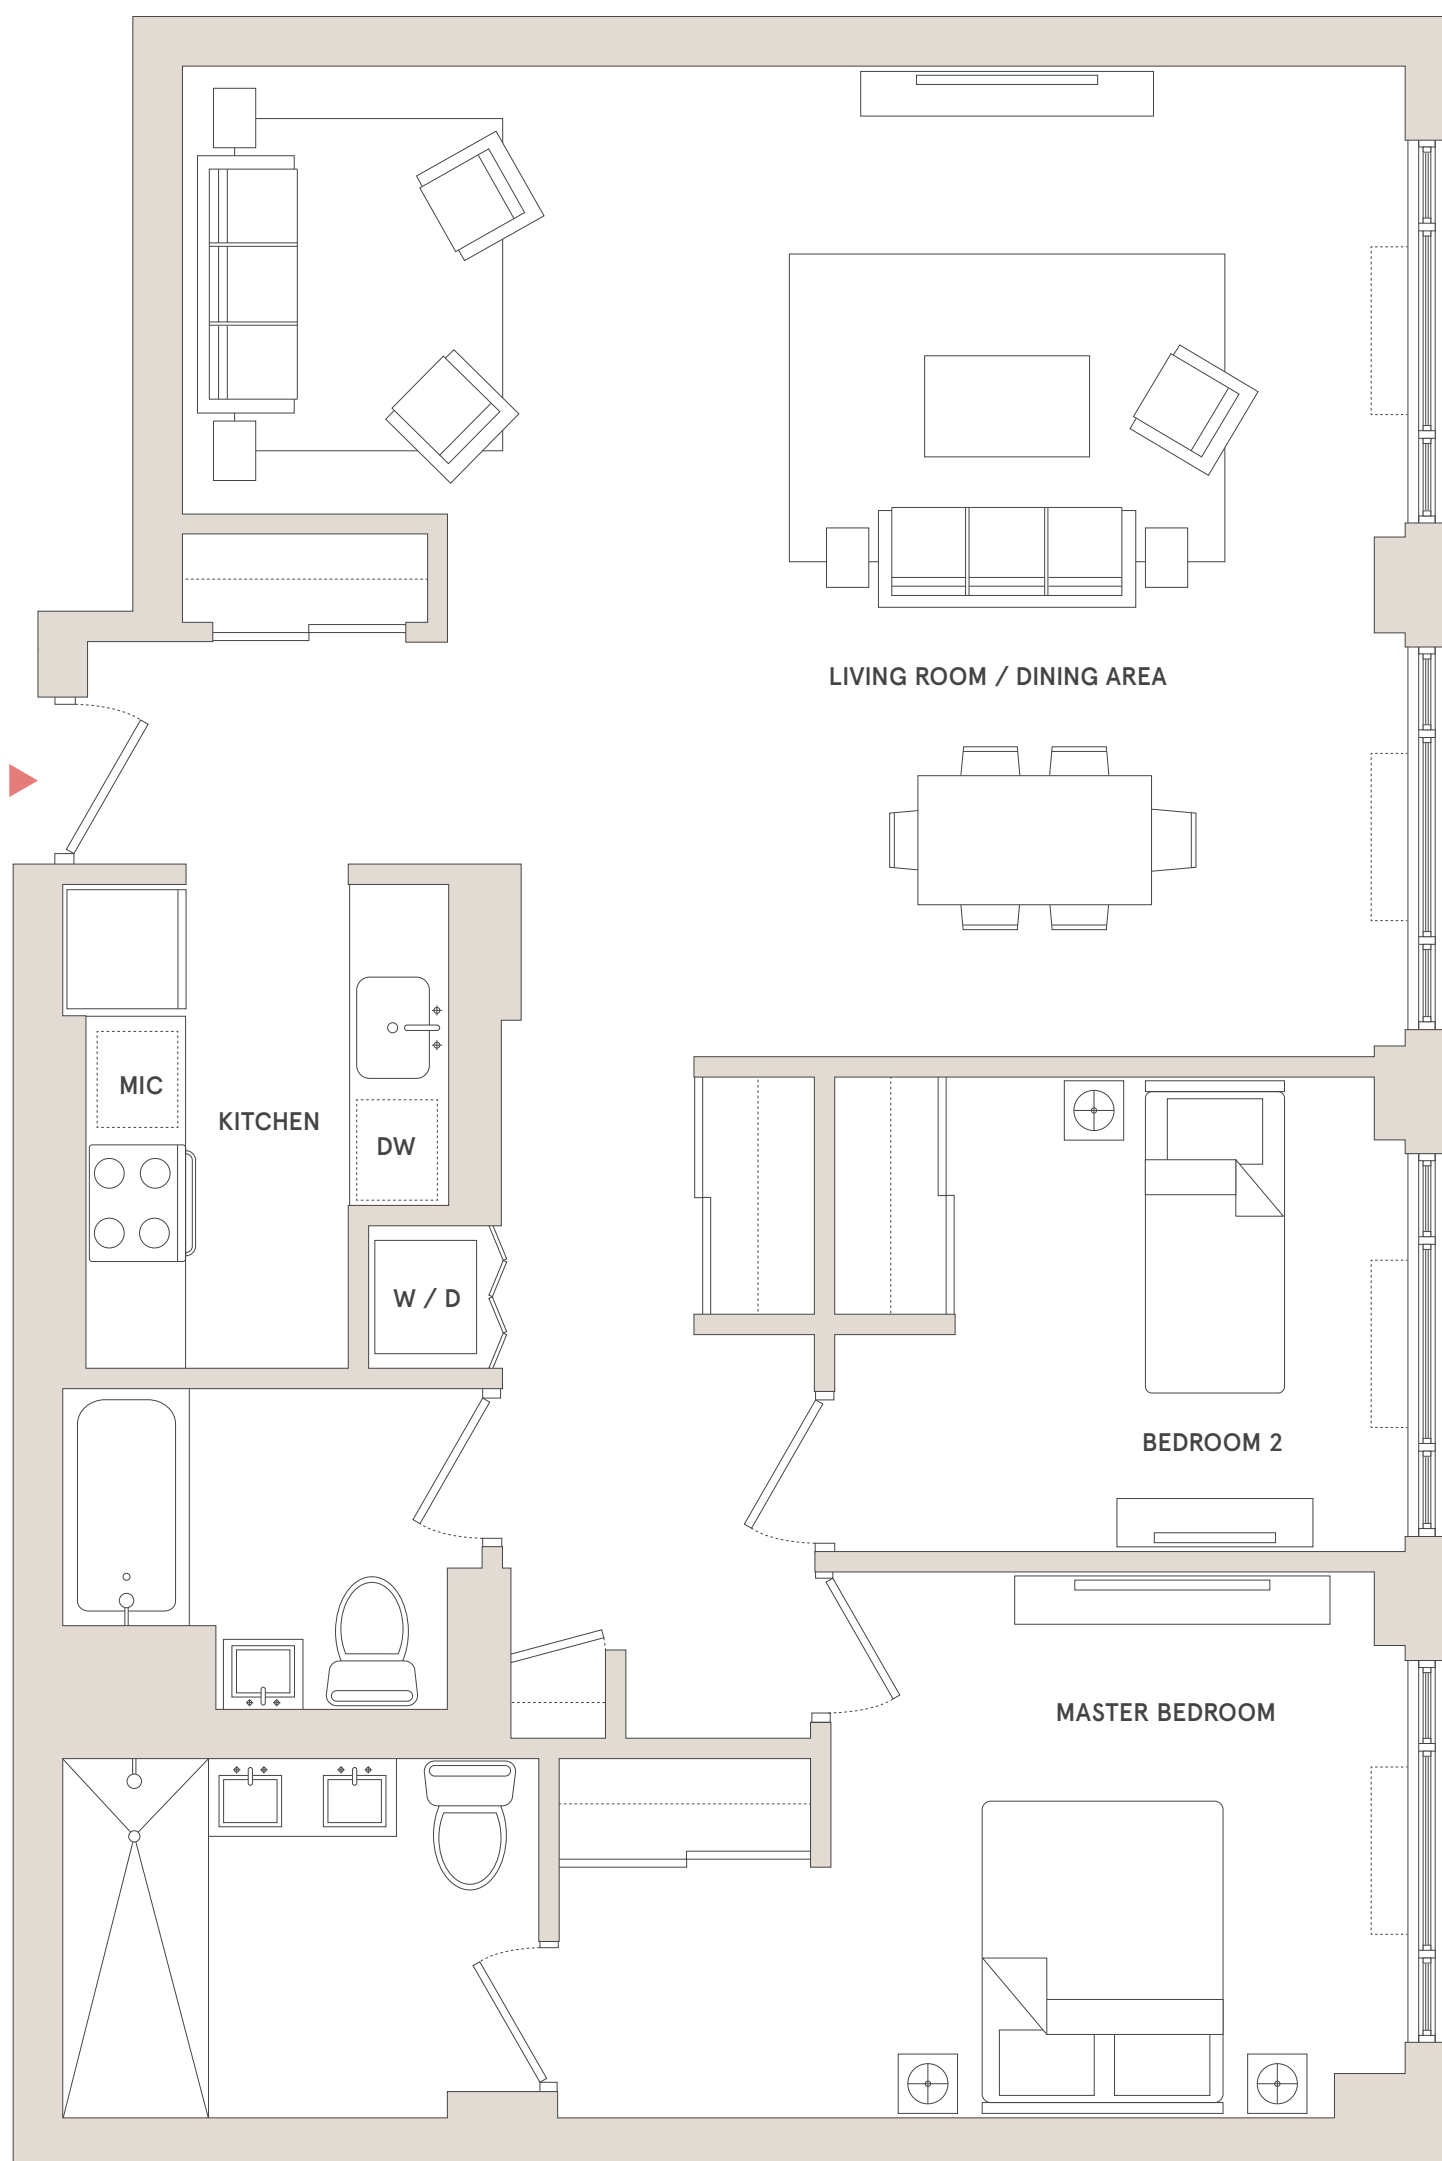 LIVING ROOM / DINING AREA
MIC
KITCHEN
DW
W / D
BEDROOM 2
MASTER BEDROOM